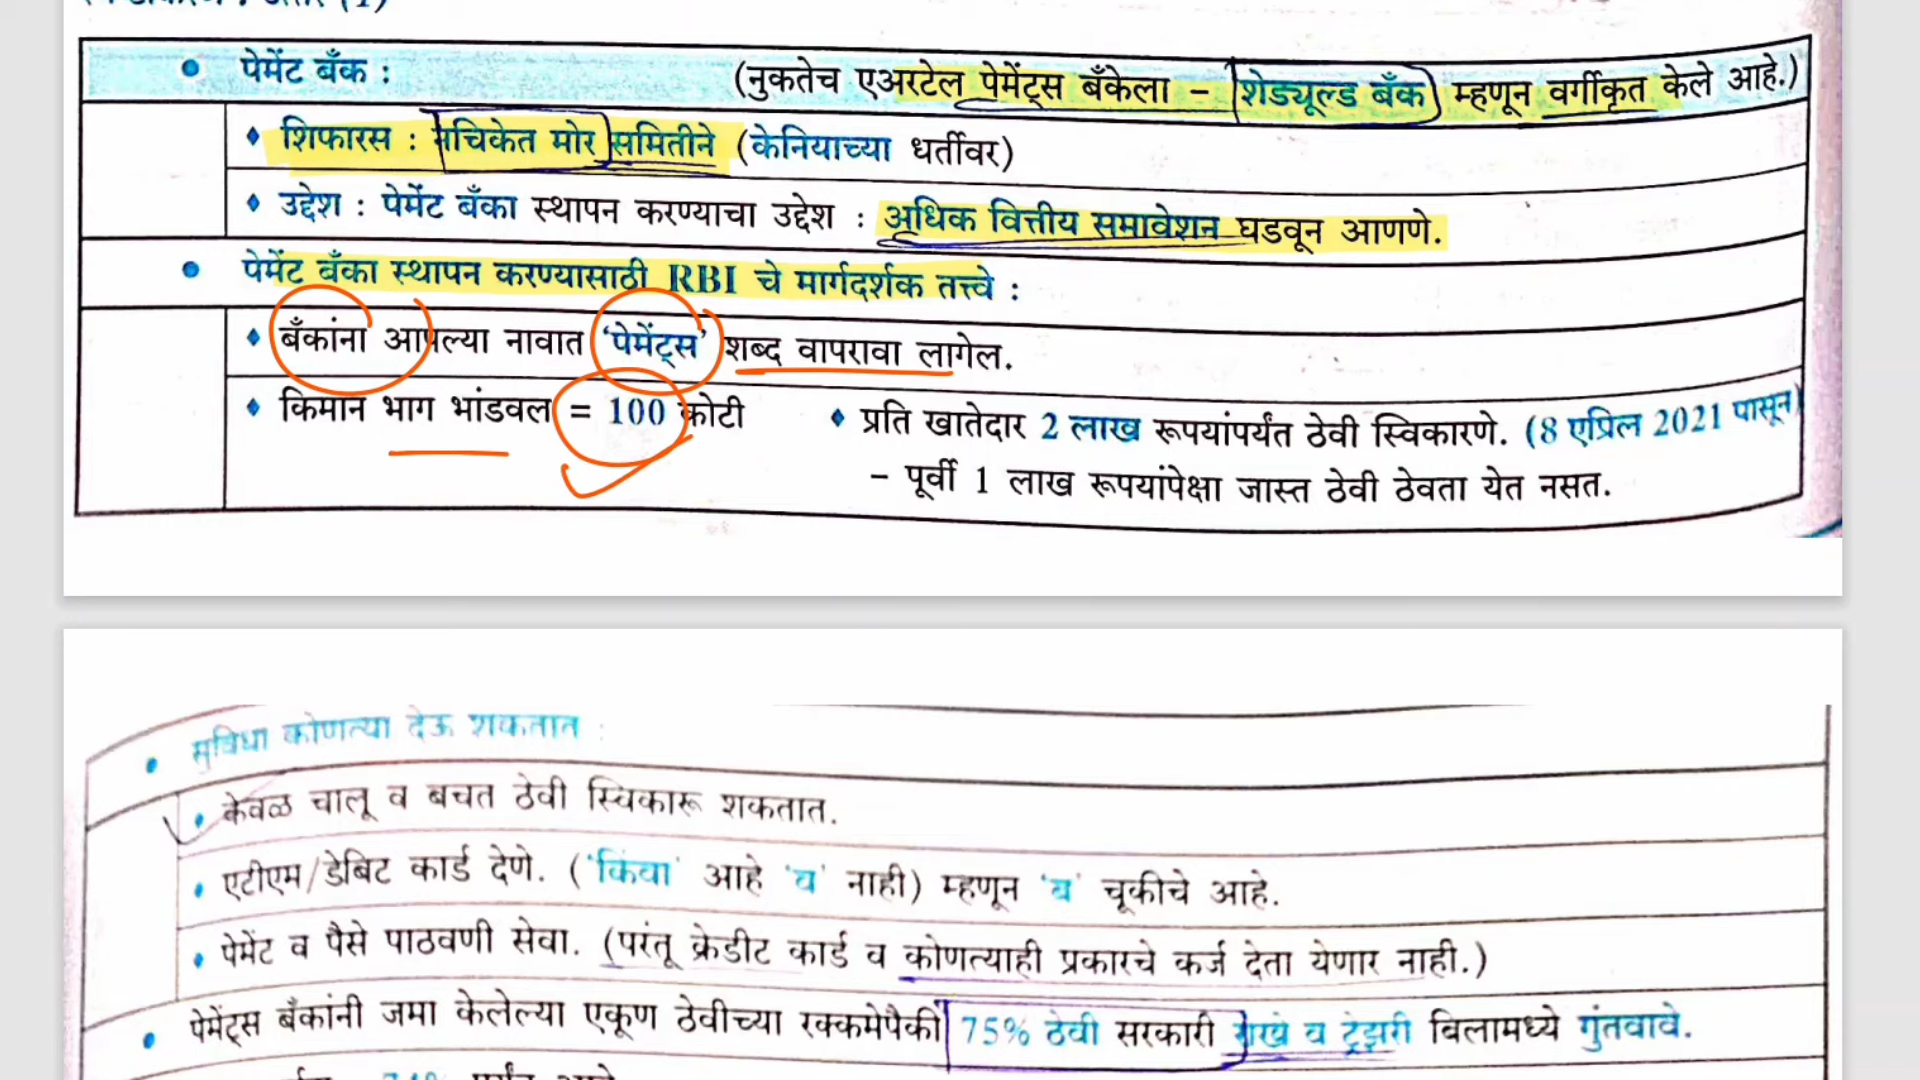 ● पेमेंट बँक : (नुकतेच एअरटेल पेमेंट्स बँकेला – शेड्यूल्ड बँक म्हणून वर्गीकृत केले आहे.)
♦ शिफारस : नचिकेत मोर समितीने (केनियाच्या धर्तीवर)
♦ उद्देश : पेमेंट बँका स्थापन करण्याचा उद्देश : अधिक वित्तीय समावेशन घडवून आणणे.
● पेमेंट बँका स्थापन करण्यासाठी RBI चे मार्गदर्शक तत्त्वे :
♦ बँकांना आपल्या नावात 'पेमेंट्स' शब्द वापरावा लागेल.
♦ किमान भाग भांडवल = 100 कोटी ♦ प्रति खातेदार 2 लाख रूपयांपर्यंत ठेवी स्विकारणे. (8 एप्रिल 2021 पासून)
– पूर्वी 1 लाख रूपयांपेक्षा जास्त ठेवी ठेवता येत नसत.
● सुविधा कोणत्या देऊ शकतात :
♦ केवळ चालू व बचत ठेवी स्विकारू शकतात.
♦ एटीएम/डेबिट कार्ड देणे. ('किंवा' आहे 'व' नाही) म्हणून 'व' चूकीचे आहे.
♦ पेमेंट व पैसे पाठवणी सेवा. (परंतू क्रेडीट कार्ड व कोणत्याही प्रकारचे कर्ज देता येणार नाही.)
● पेमेंट्स बँकांनी जमा केलेल्या एकूण ठेवीच्या रक्कमेपैकी 75% ठेवी सरकारी रोखे व ट्रेझरी बिलामध्ये गुंतवावे.